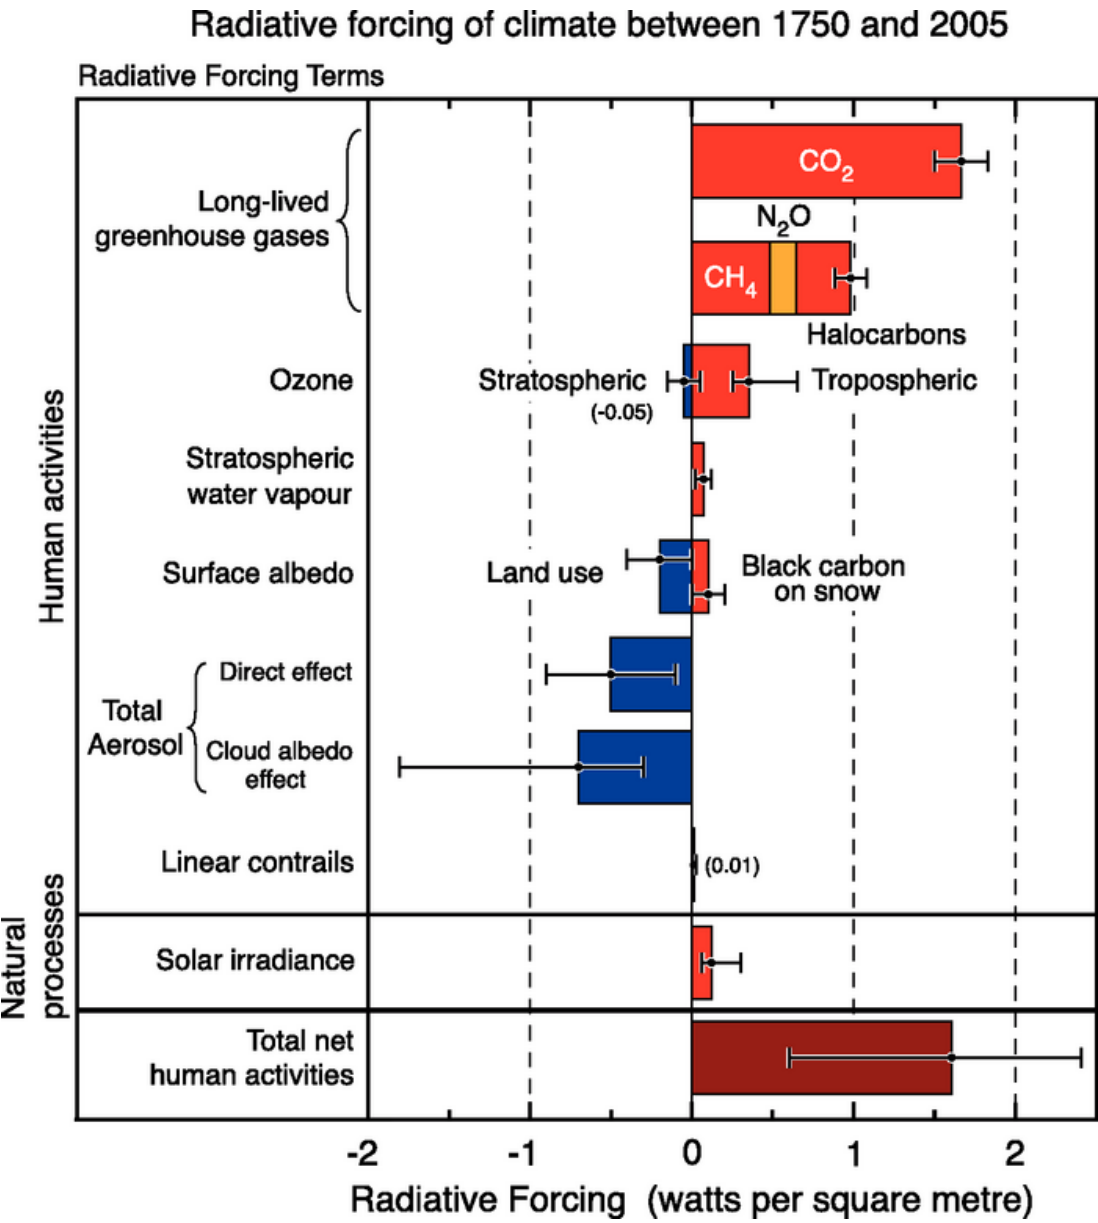 Radiative forcing of climate between 1750 and 2005
Radiative Forcing Terms
Human activities
Long-lived
greenhouse gases
CO₂
N₂O
CH₄
Halocarbons
Ozone
Stratospheric
(-0.05)
Tropospheric
Stratospheric
water vapour
Surface albedo
Land use
Black carbon
on snow
Total
Aerosol
Direct effect
Cloud albedo
effect
Linear contrails
(0.01)
Natural
processes
Solar irradiance
Total net
human activities
-2 -1 0 1 2
Radiative Forcing (watts per square metre)